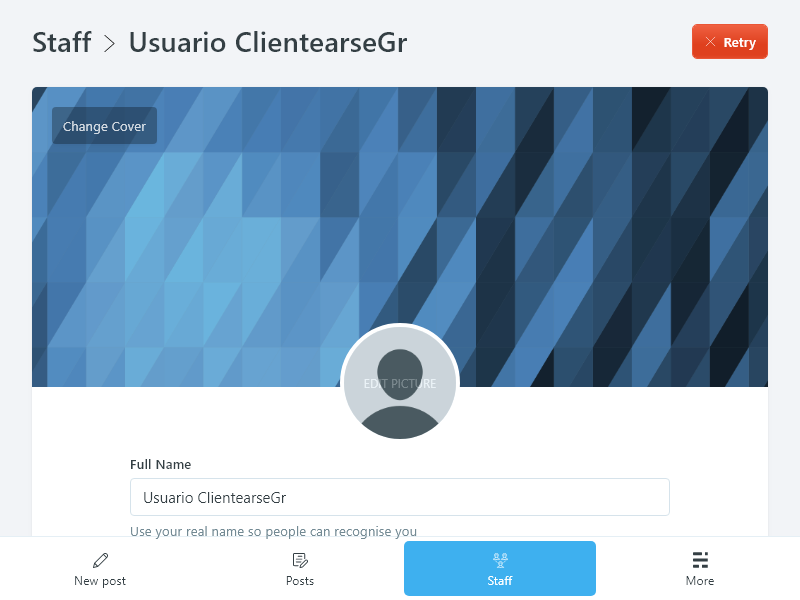 Staff > Usuario ClientearseGr
Retry
Change Cover
EDIT PICTURE
Full Name
Usuario ClientearseGr
Use your real name so people can recognise you
New post
Posts
Staff
More